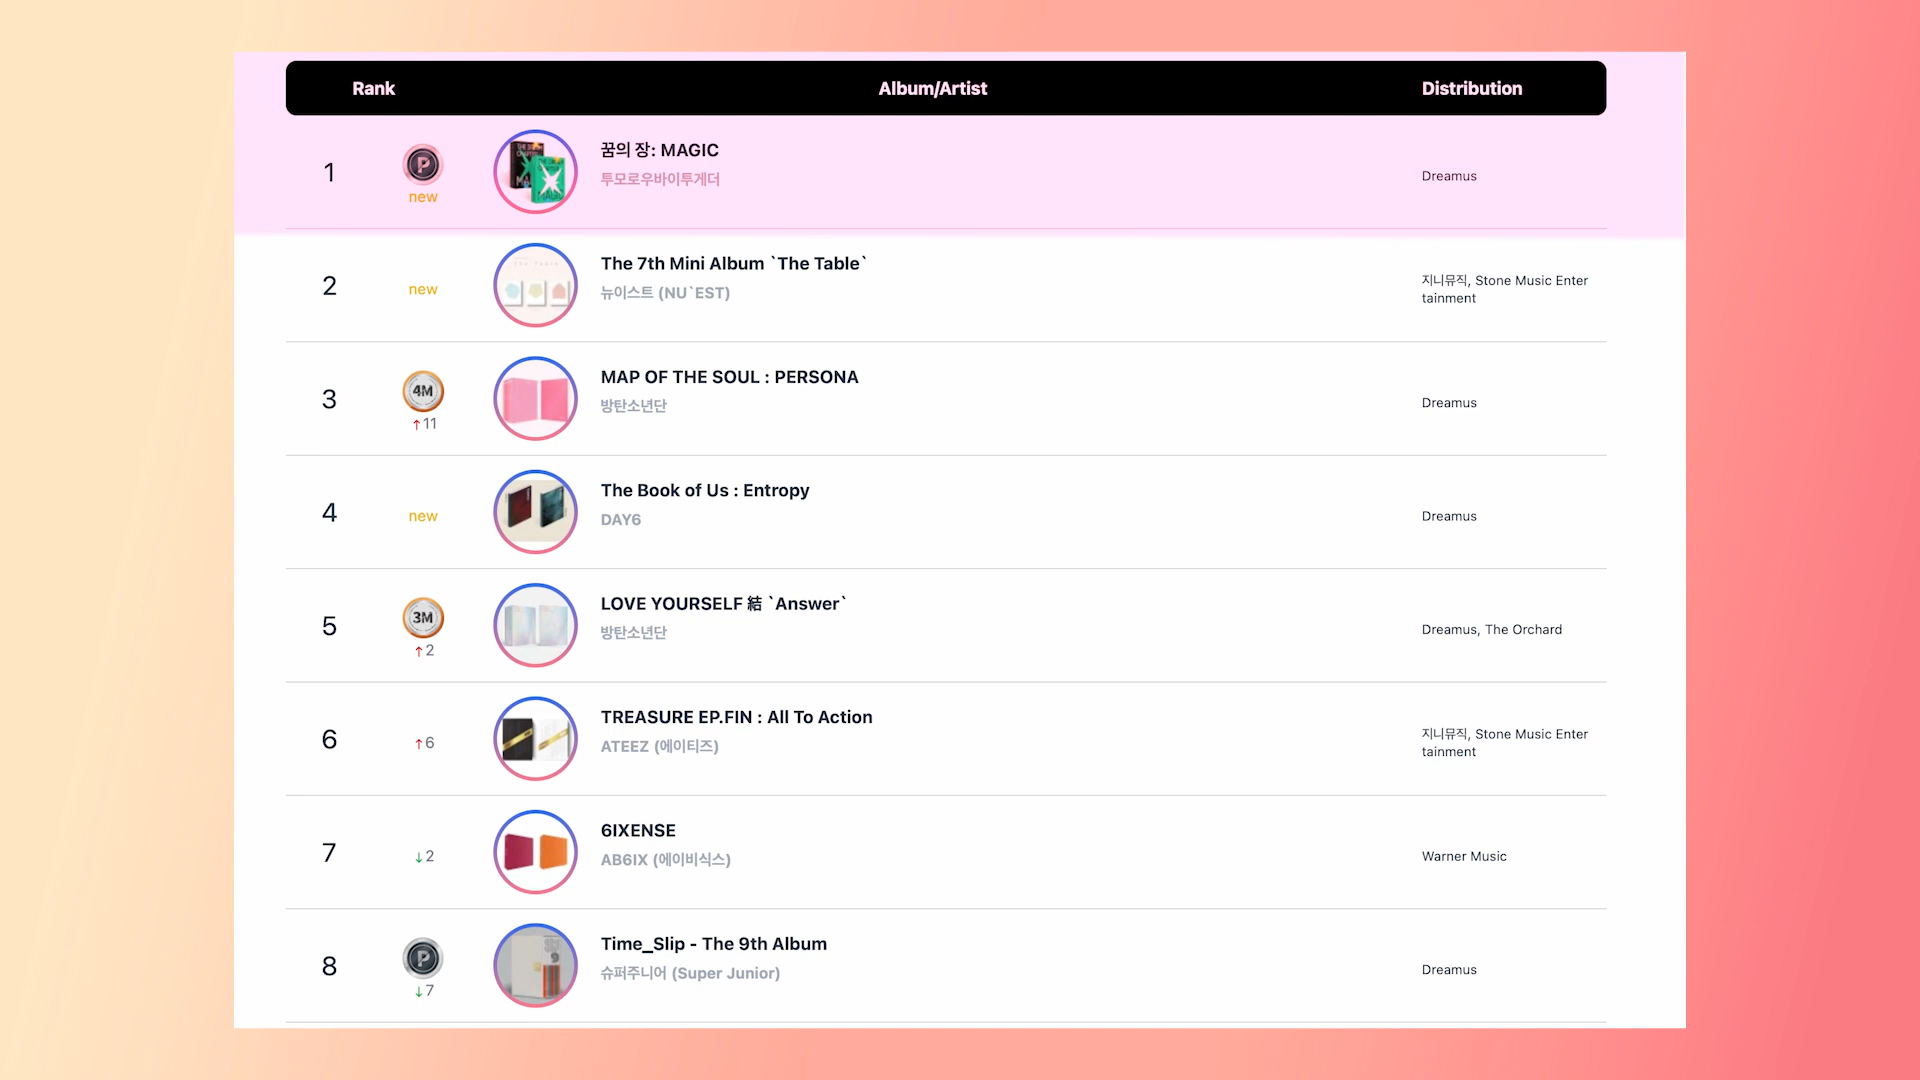 Rank Album/Artist Distribution
1 P new 꿈의 장: MAGIC
투모로우바이투게더
Dreamus
2 new The 7th Mini Album `The Table`
뉴이스트 (NU`EST)
지니뮤직, Stone Music Enter
tainment
3 4M ↑11 MAP OF THE SOUL : PERSONA
방탄소년단
Dreamus
4 new The Book of Us : Entropy
DAY6
Dreamus
5 3M ↑2 LOVE YOURSELF 結 `Answer`
방탄소년단
Dreamus, The Orchard
6 ↑6 TREASURE EP.FIN : All To Action
ATEEZ (에이티즈)
지니뮤직, Stone Music Enter
tainment
7 ↓2 6IXENSE
AB6IX (에이비식스)
Warner Music
8 P ↓7 Time_Slip - The 9th Album
슈퍼주니어 (Super Junior)
Dreamus